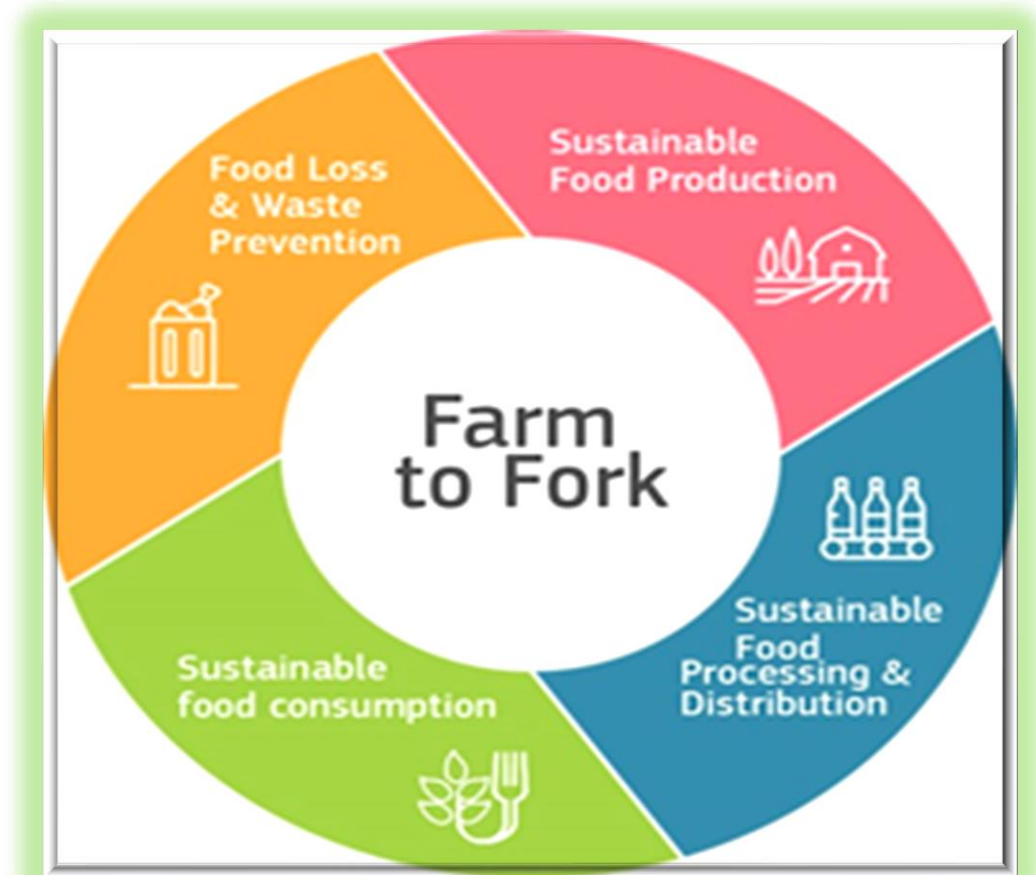 Food Loss
& Waste
Prevention
Sustainable
Food Production
Farm
to Fork
Sustainable
Food
Processing &
Distribution
Sustainable
food consumption